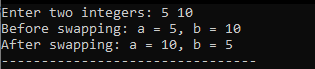 Enter two integers: 5 10
Before swapping: a = 5, b = 10
After swapping: a = 10, b = 5
--------------------------------